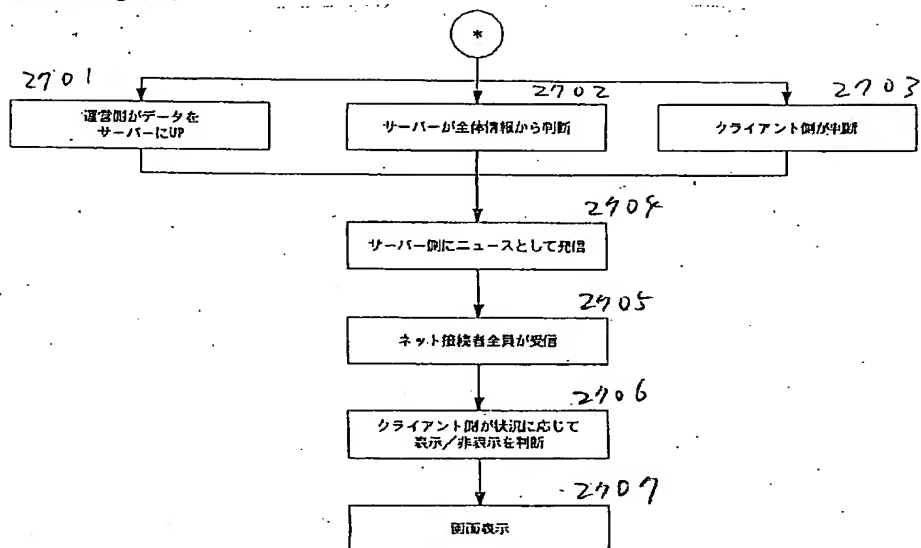 *
2701
運営側がデータを
サーバーにUP
2702
サーバーが全体情報から判断
2703
クライアント側が判断
2704
サーバー側にニュースとして発信
2705
ネット接続者全員が受信
2706
クライアント側が状況に応じて
表示/非表示を判断
2707
画面表示